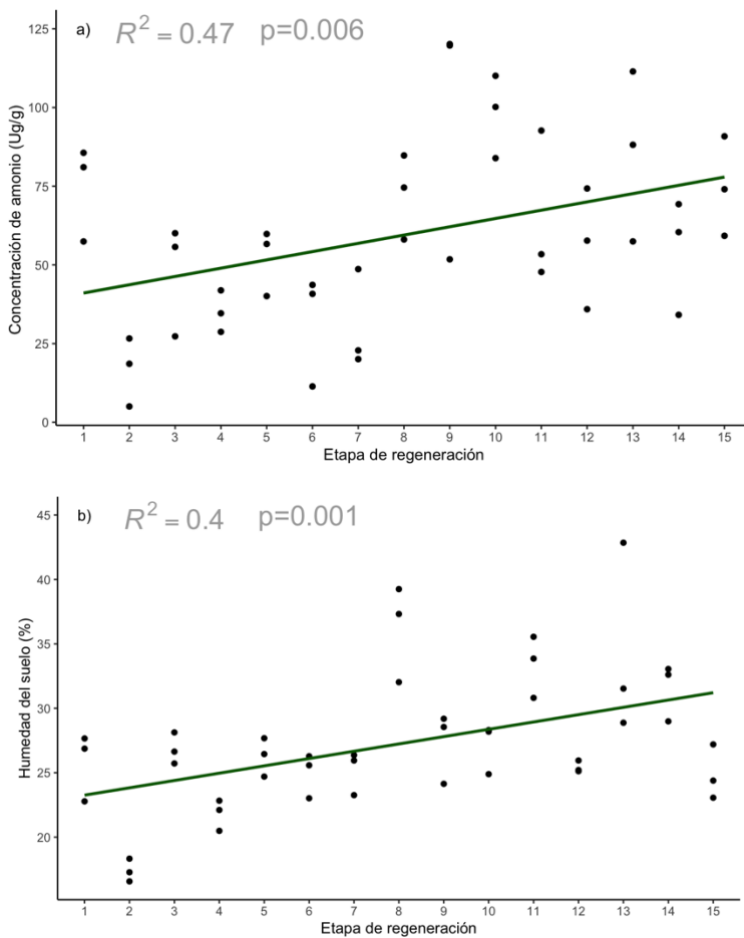 a) R² = 0.47 p=0.006
Concentración de amonio (Ug/g)
125
100
75
50
25
0
1 2 3 4 5 6 7 8 9 10 11 12 13 14 15
Etapa de regeneración
b) R² = 0.4 p=0.001
Humedad del suelo (%)
45
40
35
30
25
20
1 2 3 4 5 6 7 8 9 10 11 12 13 14 15
Etapa de regeneración